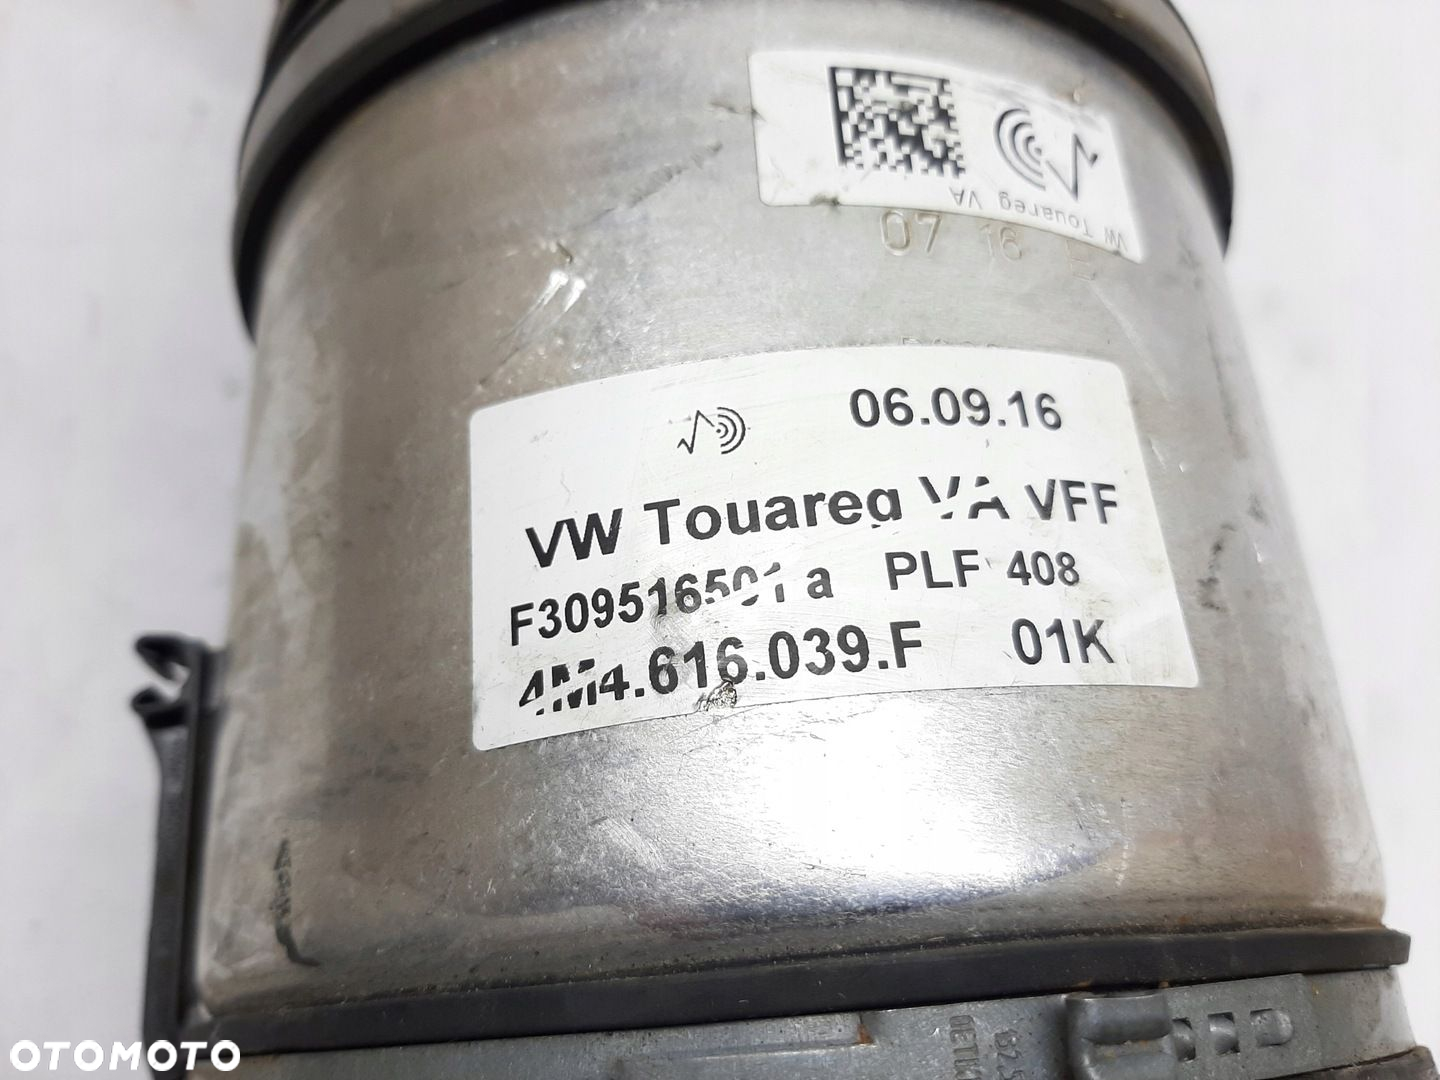 VW Touareg VA
07 16
06.09.16
VW Touareg VA VFF
F309516501 a PLF 408
4M4.616.039.F 01K
OTOMOTO